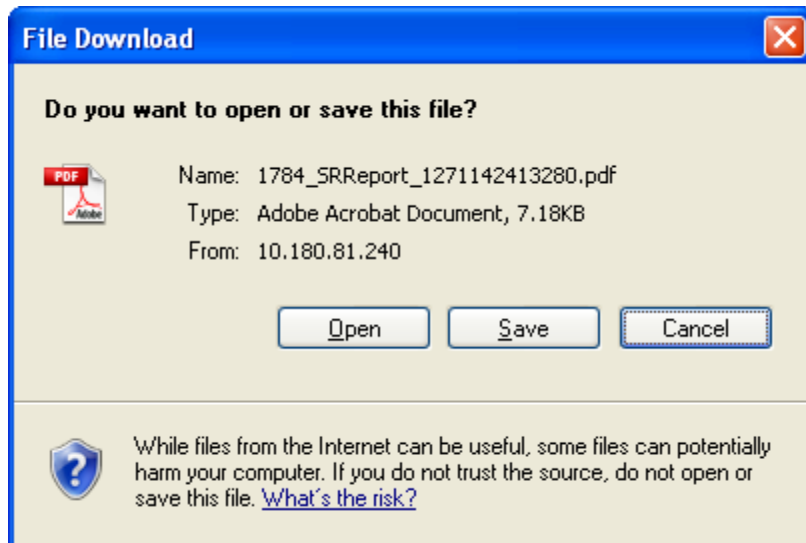 File Download
Do you want to open or save this file?
PDF
Adobe
Name: 1784_SRReport_1271142413280.pdf
Type: Adobe Acrobat Document, 7.18KB
From: 10.180.81.240
Open Save Cancel
While files from the Internet can be useful, some files can potentially
harm your computer. If you do not trust the source, do not open or
save this file. What's the risk?